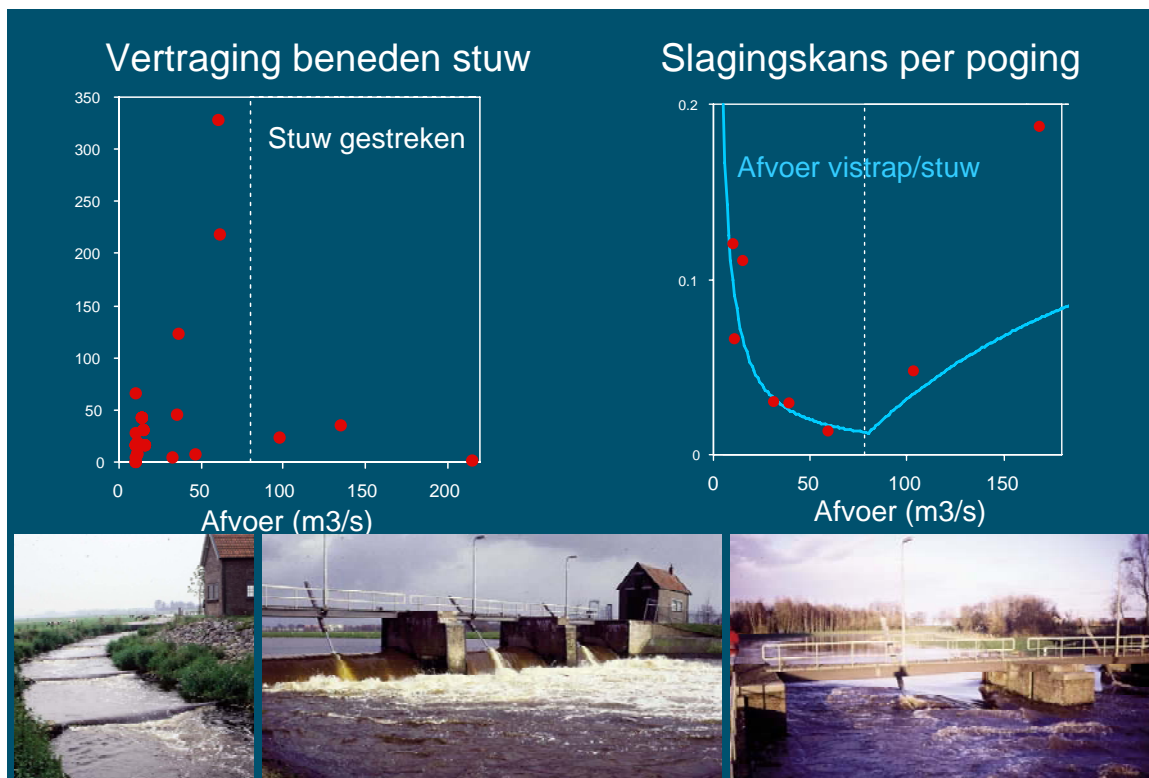 Vertraging beneden stuw
350
300
250
200
150
100
50
0
Stuw gestreken
0 50 100 150 200
Afvoer (m3/s)
Slagingskans per poging
0.2
0.1
0
Afvoer vistrap/stuw
0 50 100 150
Afvoer (m3/s)